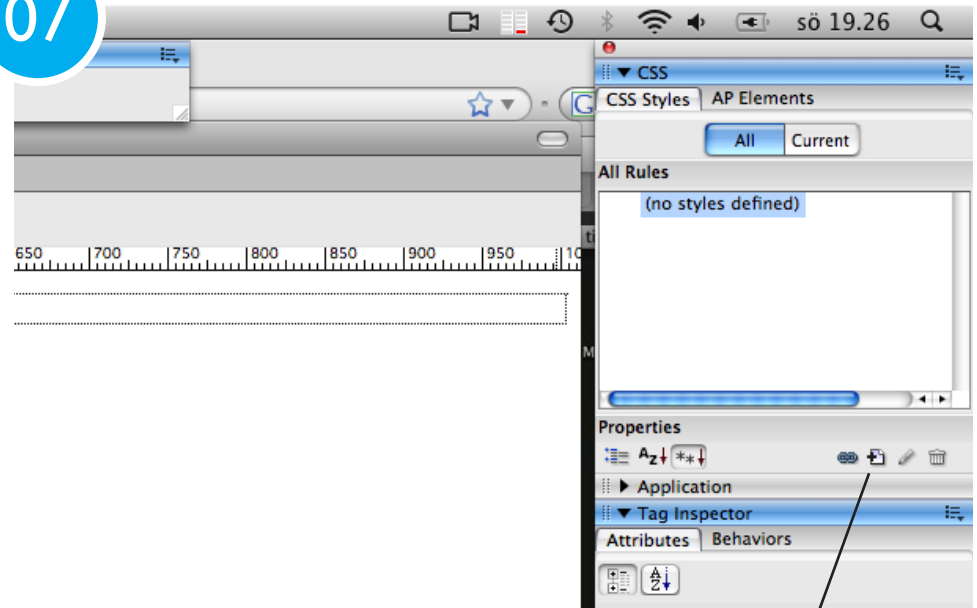 07
sö 19.26
CSS
CSS Styles AP Elements
All Current
All Rules
(no styles defined)
650 700 750 800 850 900 950 10
Properties
Application
Tag Inspector
Attributes Behaviors